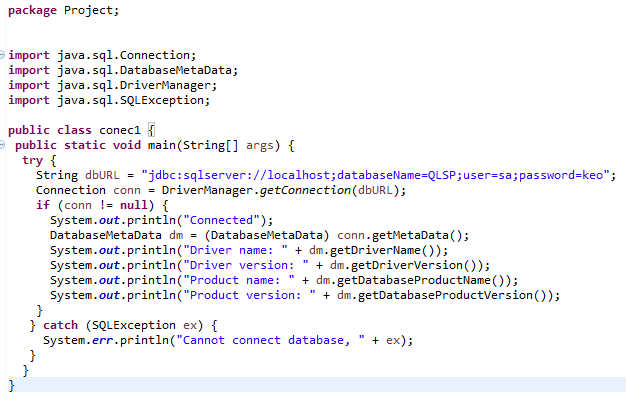 package Project;
import java.sql.Connection;
import java.sql.DatabaseMetaData;
import java.sql.DriverManager;
import java.sql.SQLException;
public class conec1 {
public static void main(String[] args) {
try {
String dbURL = "jdbc:sqlserver://localhost;databaseName=QLSP;user=sa;password=keo";
Connection conn = DriverManager.getConnection(dbURL);
if (conn != null) {
System.out.println("Connected");
DatabaseMetaData dm = (DatabaseMetaData) conn.getMetaData();
System.out.println("Driver name: " + dm.getDriverName());
System.out.println("Driver version: " + dm.getDriverVersion());
System.out.println("Product name: " + dm.getDatabaseProductName());
System.out.println("Product version: " + dm.getDatabaseProductVersion());
}
} catch (SQLException ex) {
System.err.println("Cannot connect database, " + ex);
}
}
}